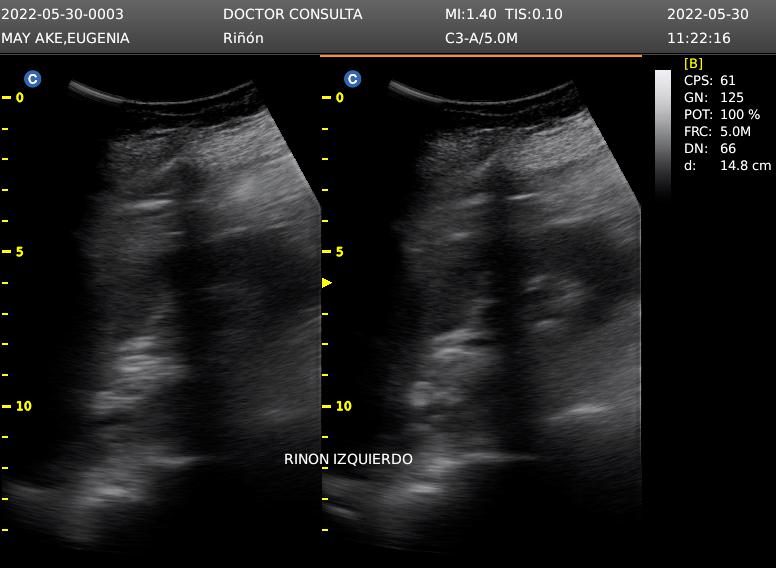 2022-05-30-0003 DOCTOR CONSULTA MI:1.40 TIS:0.10 2022-05-30
MAY AKE,EUGENIA Riñón C3-A/5.0M 11:22:16
[B]
C C CPS: 61
0 0 GN: 125
POT: 100 %
FRC: 5.0M
DN: 66
d: 14.8 cm
5 5
10 10
RINON IZQUIERDO